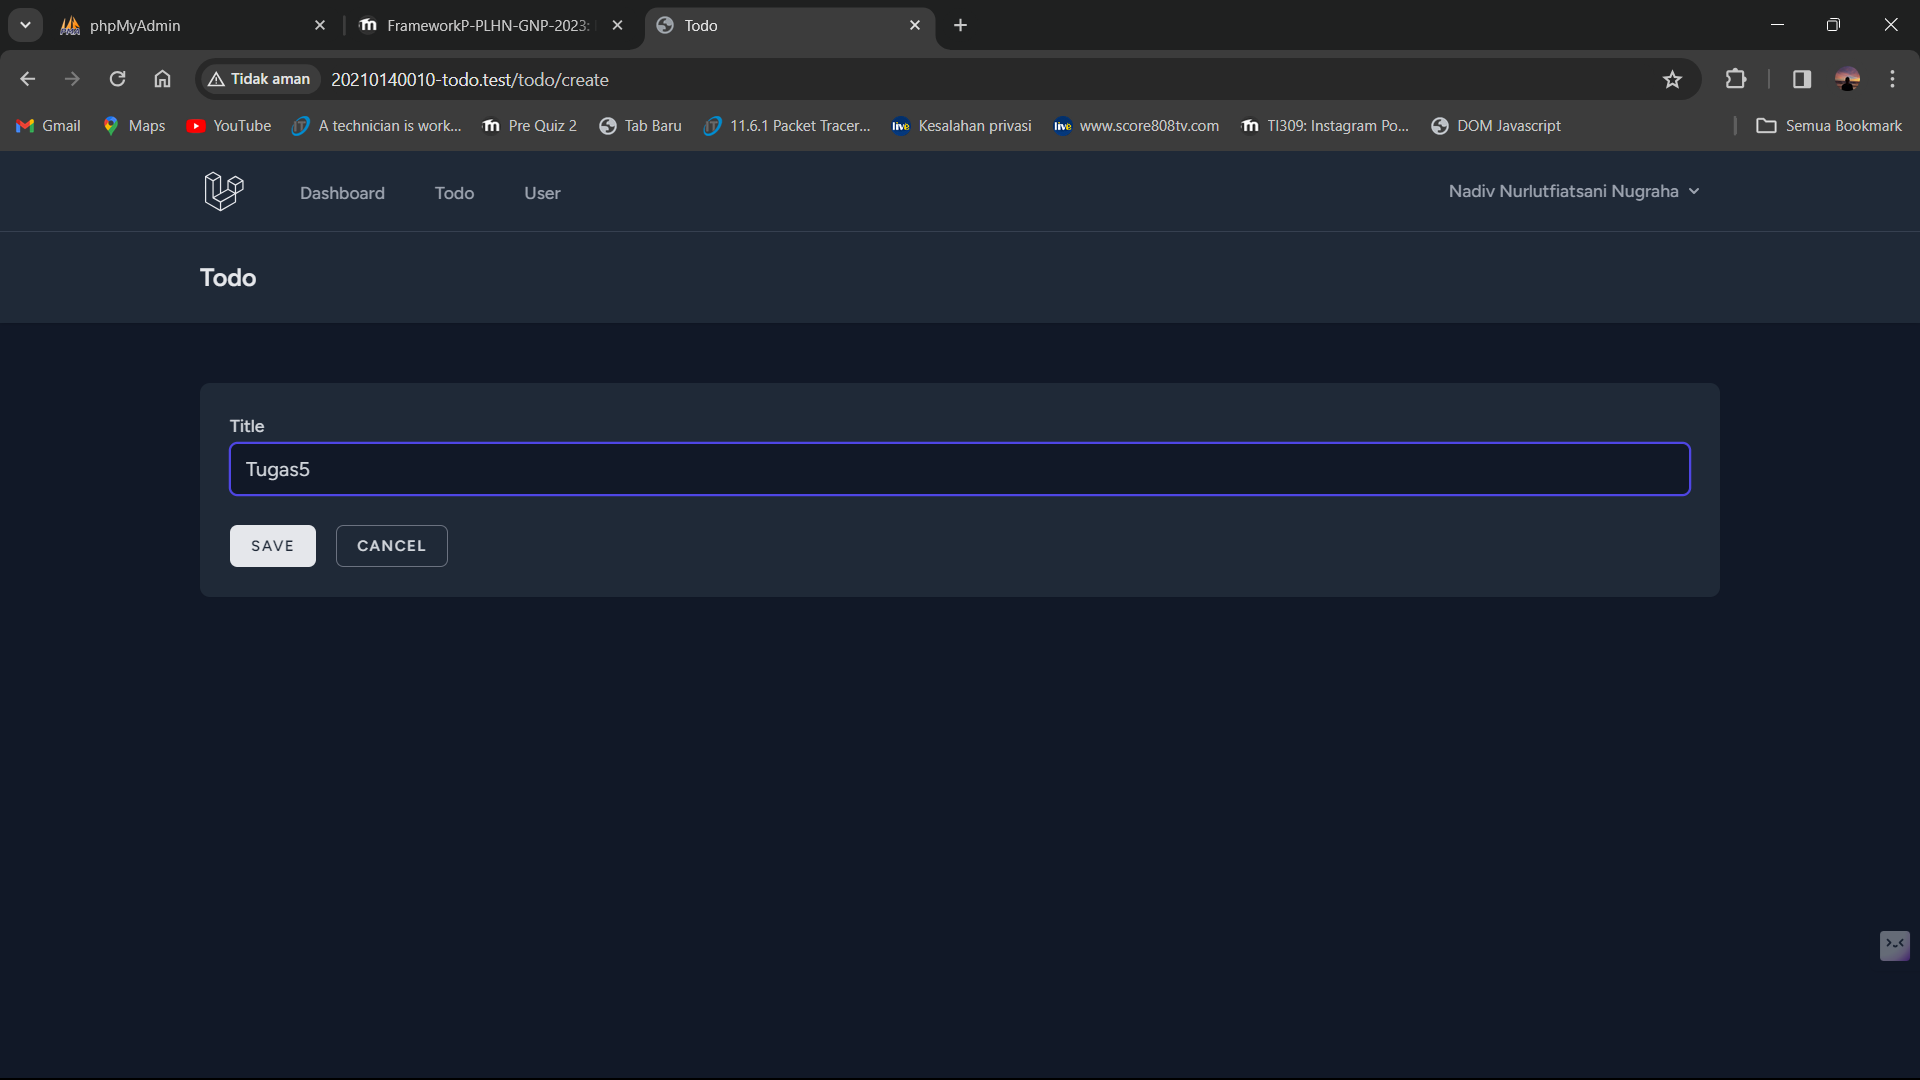 phpMyAdmin
FrameworkP-PLHN-GNP-2023:
Todo
Tidak aman
20210140010-todo.test/todo/create
Gmail
Maps
YouTube
A technician is work...
Pre Quiz 2
Tab Baru
11.6.1 Packet Tracer...
live
Kesalahan privasi
live
www.score808tv.com
TI309: Instagram Po...
DOM Javascript
Semua Bookmark
Dashboard
Todo
User
Nadiv Nurlutfiatsani Nugraha
Todo
Title
Tugas5
SAVE
CANCEL